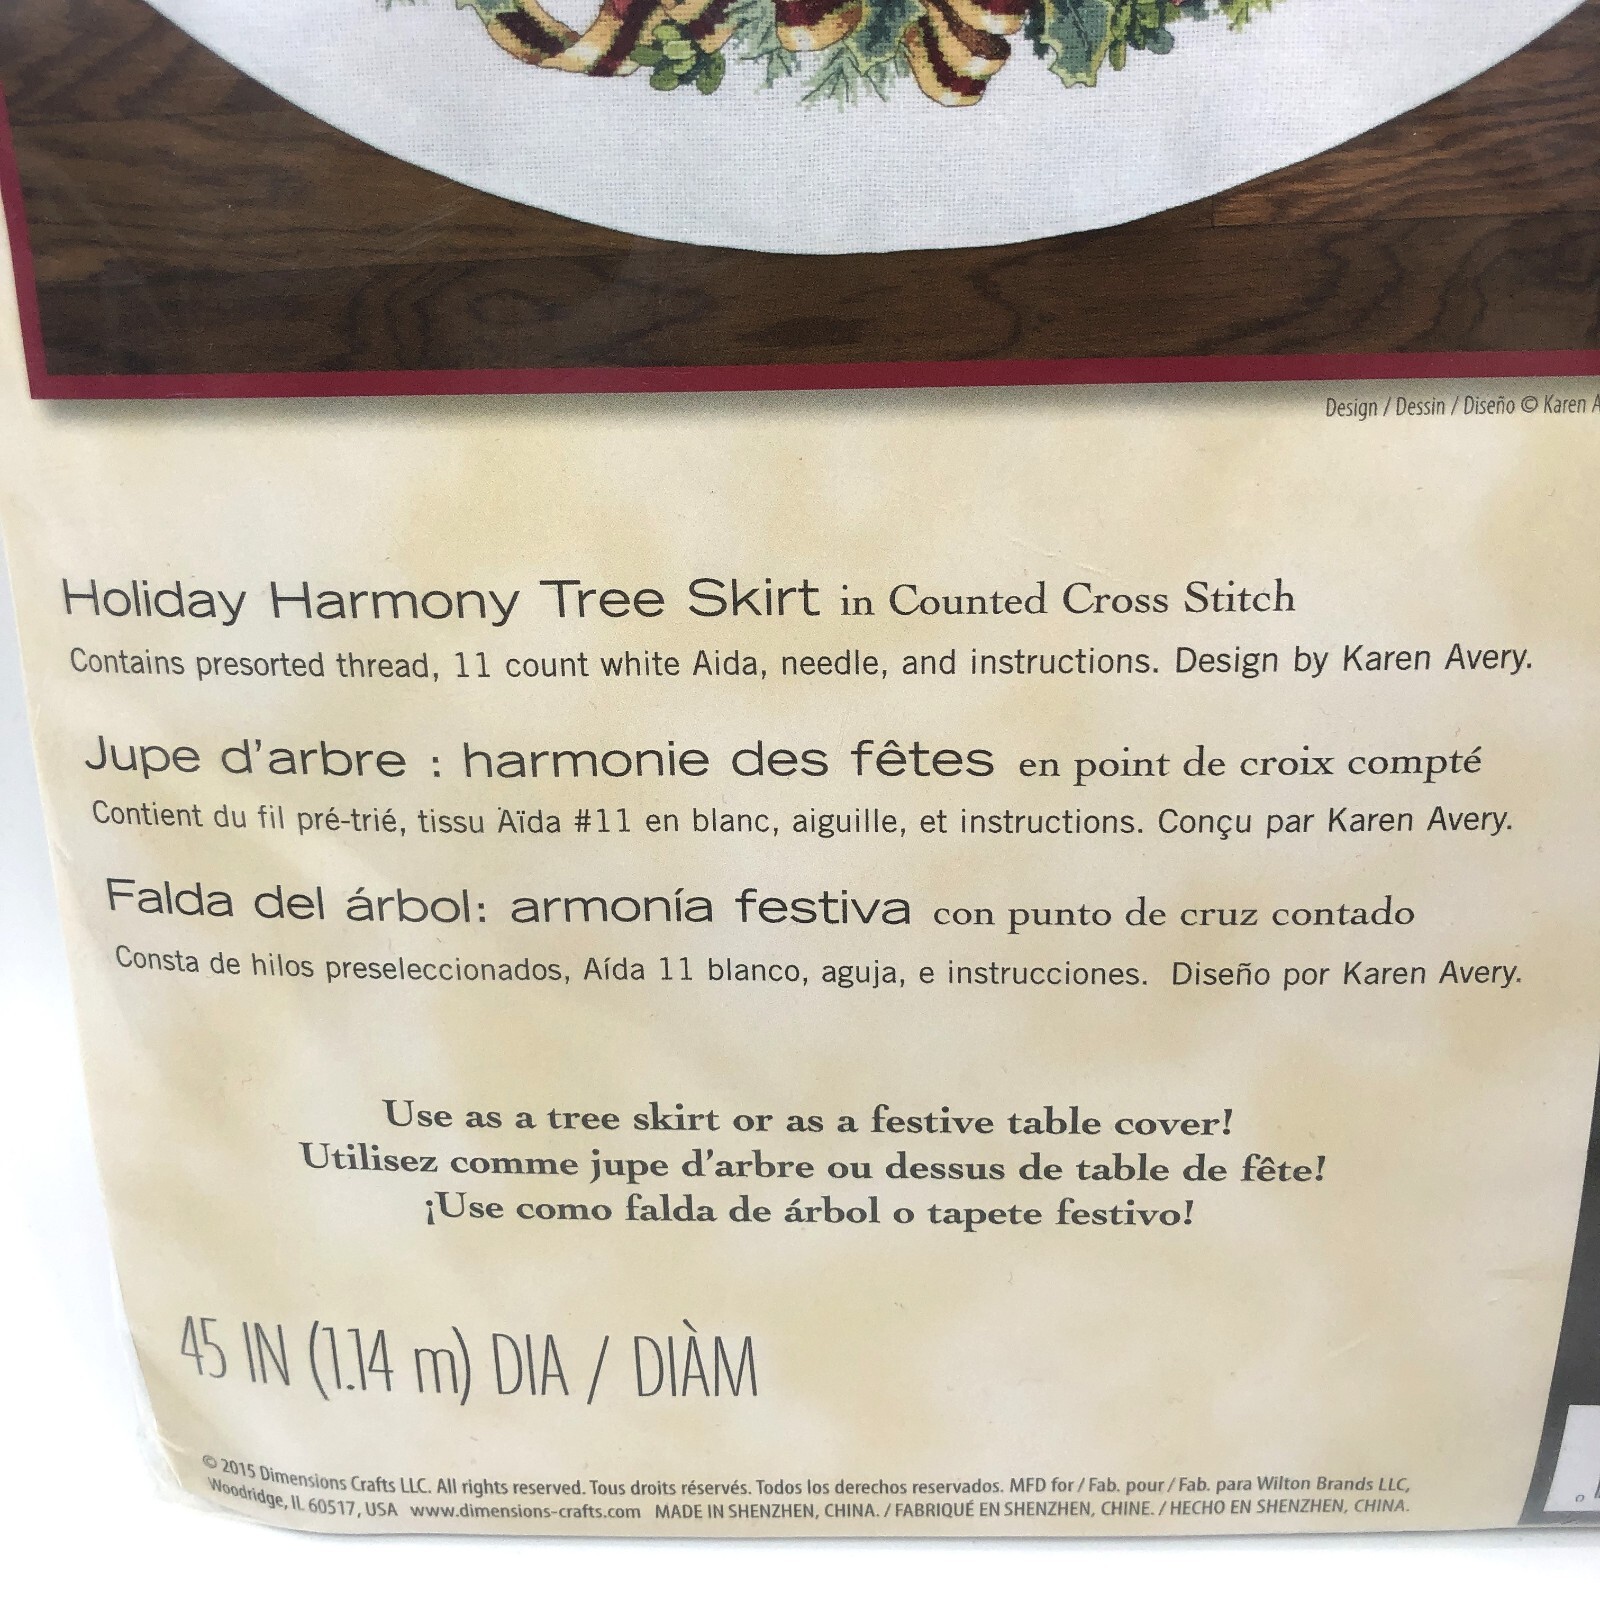 Design / Dessin / Diseño © Karen
Holiday Harmony Tree Skirt in Counted Cross Stitch
Contains presorted thread, 11 count white Aida, needle, and instructions. Design by Karen Avery.
Jupe d'arbre : harmonie des fêtes en point de croix compté
Contient du fil pré-trié, tissu Aïda #11 en blanc, aiguille, et instructions. Conçu par Karen Avery.
Falda del árbol: armonía festiva con punto de cruz contado
Consta de hilos preseleccionados, Aída 11 blanco, aguja, e instrucciones. Diseño por Karen Avery.
Use as a tree skirt or as a festive table cover!
Utilisez comme jupe d'arbre ou dessus de table de fête!
¡Use como falda de árbol o tapete festivo!
45 IN (1.14 m) DIA / DIÀM
© 2015 Dimensions Crafts LLC. All rights reserved. Tous droits réservés. Todos los derechos reservados. MFD for / Fab. pour / Fab. para Wilton Brands LLC,
Woodridge, IL 60517, USA www.dimensions-crafts.com MADE IN SHENZHEN, CHINA. / FABRIQUÉ EN SHENZHEN, CHINE. / HECHO EN SHENZHEN, CHINA.